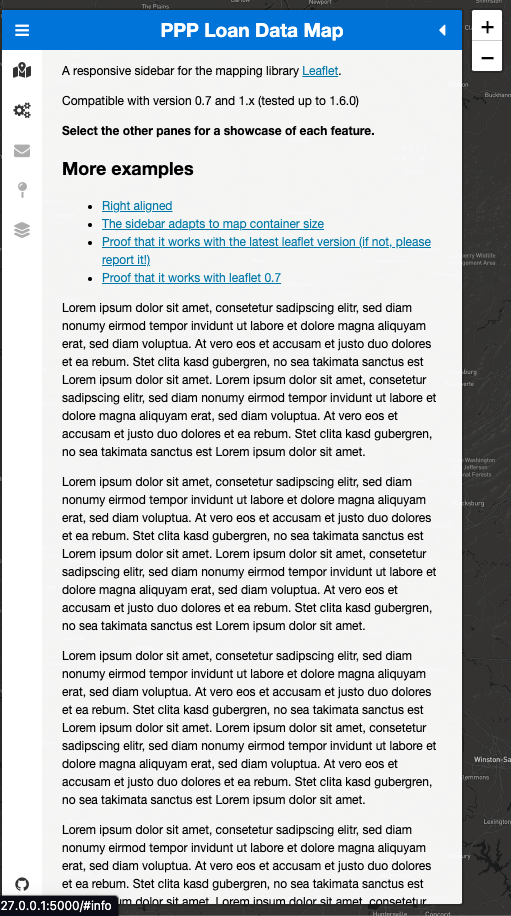 The Plains
Newport
PPP Loan Data Map
+
−
A responsive sidebar for the mapping library Leaflet.
Compatible with version 0.7 and 1.x (tested up to 1.6.0)
Select the other panes for a showcase of each feature.
More examples
Right aligned
The sidebar adapts to map container size
Proof that it works with the latest leaflet version (if not, please
report it!)
Proof that it works with leaflet 0.7
Lorem ipsum dolor sit amet, consetetur sadipscing elitr, sed diam
nonumy eirmod tempor invidunt ut labore et dolore magna aliquyam
erat, sed diam voluptua. At vero eos et accusam et justo duo dolores
et ea rebum. Stet clita kasd gubergren, no sea takimata sanctus est
Lorem ipsum dolor sit amet. Lorem ipsum dolor sit amet, consetetur
sadipscing elitr, sed diam nonumy eirmod tempor invidunt ut labore et
dolore magna aliquyam erat, sed diam voluptua. At vero eos et
accusam et justo duo dolores et ea rebum. Stet clita kasd gubergren,
no sea takimata sanctus est Lorem ipsum dolor sit amet.
Lorem ipsum dolor sit amet, consetetur sadipscing elitr, sed diam
nonumy eirmod tempor invidunt ut labore et dolore magna aliquyam
erat, sed diam voluptua. At vero eos et accusam et justo duo dolores
et ea rebum. Stet clita kasd gubergren, no sea takimata sanctus est
Lorem ipsum dolor sit amet. Lorem ipsum dolor sit amet, consetetur
sadipscing elitr, sed diam nonumy eirmod tempor invidunt ut labore et
dolore magna aliquyam erat, sed diam voluptua. At vero eos et
accusam et justo duo dolores et ea rebum. Stet clita kasd gubergren,
no sea takimata sanctus est Lorem ipsum dolor sit amet.
Lorem ipsum dolor sit amet, consetetur sadipscing elitr, sed diam
nonumy eirmod tempor invidunt ut labore et dolore magna aliquyam
erat, sed diam voluptua. At vero eos et accusam et justo duo dolores
et ea rebum. Stet clita kasd gubergren, no sea takimata sanctus est
Lorem ipsum dolor sit amet. Lorem ipsum dolor sit amet, consetetur
sadipscing elitr, sed diam nonumy eirmod tempor invidunt ut labore et
dolore magna aliquyam erat, sed diam voluptua. At vero eos et
accusam et justo duo dolores et ea rebum. Stet clita kasd gubergren,
no sea takimata sanctus est Lorem ipsum dolor sit amet.
Lorem ipsum dolor sit amet, consetetur sadipscing elitr, sed diam
nonumy eirmod tempor invidunt ut labore et dolore magna aliquyam
erat, sed diam voluptua. At vero eos et accusam et justo duo dolores
et ea rebum. Stet clita kasd gubergren, no sea takimata sanctus est
Buckhann
erry Wildlife
gement Area
Washington
Jefferson
nal Forests
cksburg
Winston-Sa
lemmons
Lexington
bury
Huntersville
Concord
27.0.0.1:5000/#info